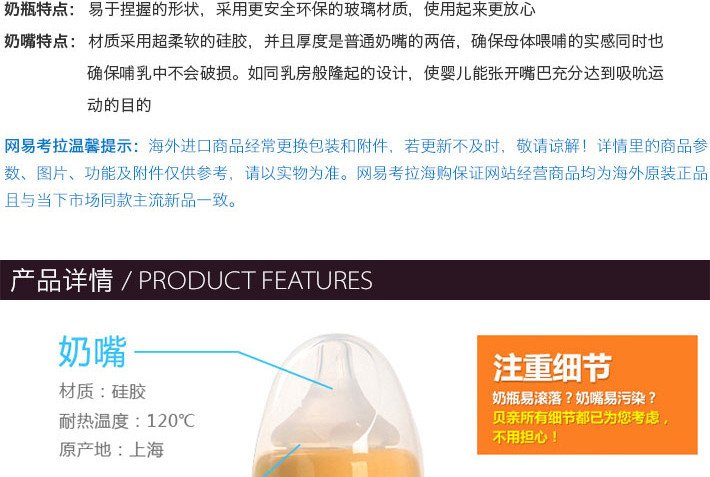 奶瓶特点： 易于捏握的形状，采用更安全环保的玻璃材质，使用起来更放心
奶嘴特点： 材质采用超柔软的硅胶，并且厚度是普通奶嘴的两倍，确保母体喂哺的实感同时也
确保哺乳中不会破损。如同乳房般隆起的设计，使婴儿能张开嘴巴充分达到吸吮运
动的目的
网易考拉温馨提示：海外进口商品经常更换包装和附件，若更新不及时，敬请谅解！详情里的商品参
数、图片、功能及附件仅供参考，请以实物为准。网易考拉海购保证网站经营商品均为海外原装正品
且与当下市场同款主流新品一致。
产品详情 / PRODUCT FEATURES
奶嘴
材质：硅胶
耐热温度：120℃
原产地：上海
注重细节
奶瓶易滚落？奶嘴易污染？
贝亲所有细节都已为您考虑，
不用担心！